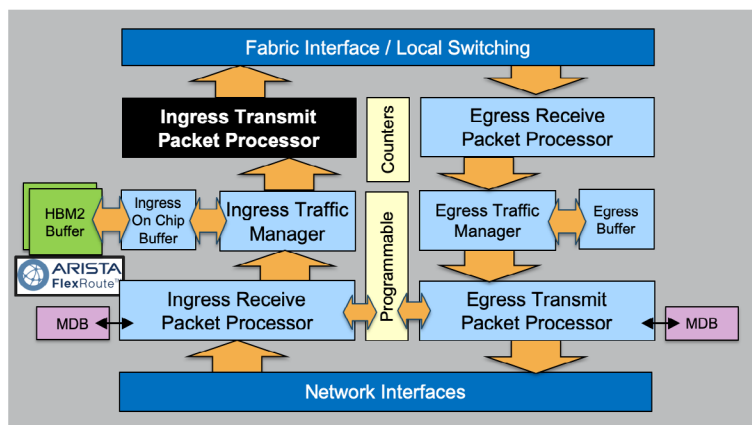 Fabric Interface / Local Switching
Ingress Transmit
Packet Processor
Counters
Egress Receive
Packet Processor
HBM2
Buffer
Ingress
On Chip
Buffer
Ingress Traffic
Manager
Programmable
Egress Traffic
Manager
Egress
Buffer
ARISTA
FlexRoute™
Ingress Receive
Packet Processor
Egress Transmit
Packet Processor
MDB
MDB
Network Interfaces